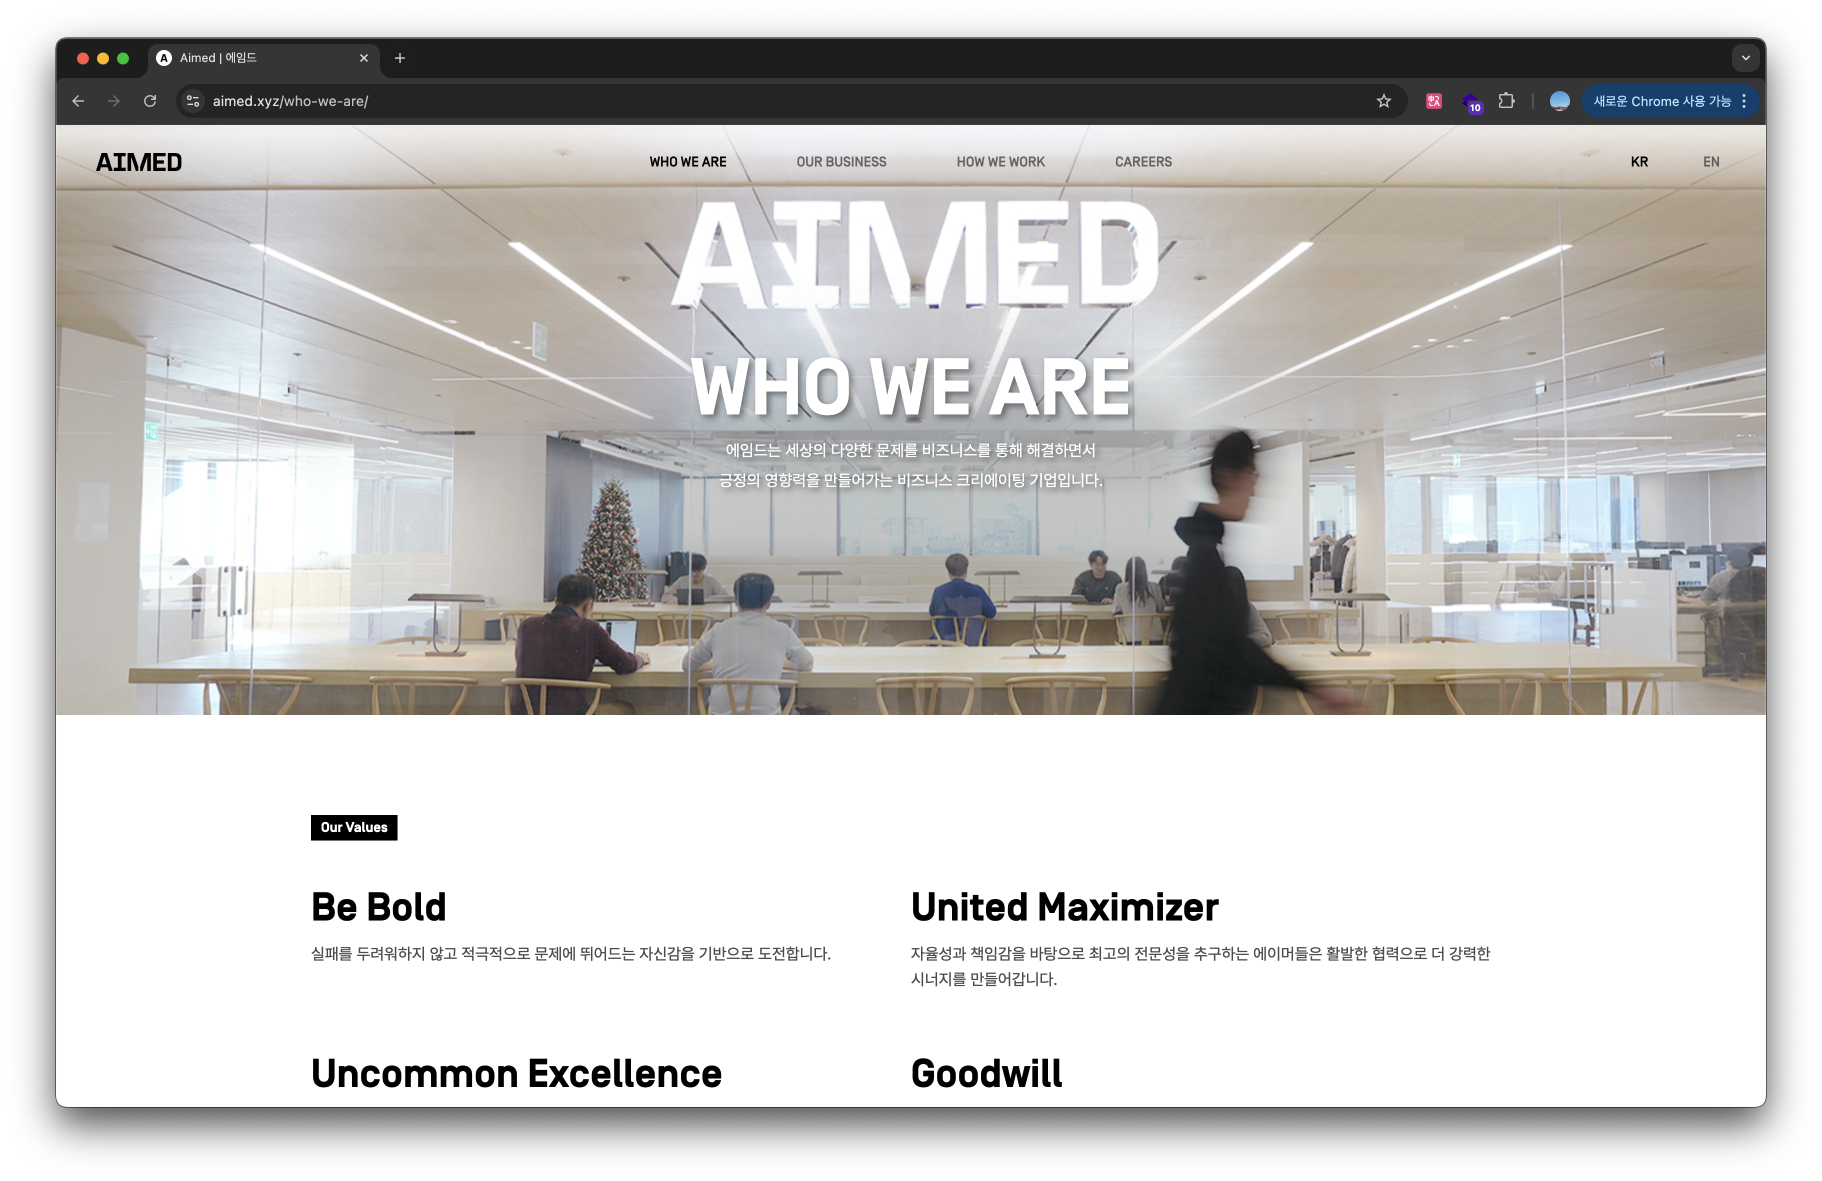 Aimed | 에임드
aimed.xyz/who-we-are/
10
새로운 Chrome 사용 가능
AIMED
WHO WE ARE
OUR BUSINESS
HOW WE WORK
CAREERS
KR
EN
AIMED
WHO WE ARE
에임드는 세상의 다양한 문제를 비즈니스를 통해 해결하면서
긍정의 영향력을 만들어가는 비즈니스 크리에이팅 기업입니다.
Our Values
Be Bold
실패를 두려워하지 않고 적극적으로 문제에 뛰어드는 자신감을 기반으로 도전합니다.
United Maximizer
자율성과 책임감을 바탕으로 최고의 전문성을 추구하는 에이머들은 활발한 협력으로 더 강력한
시너지를 만들어갑니다.
Uncommon Excellence
Goodwill